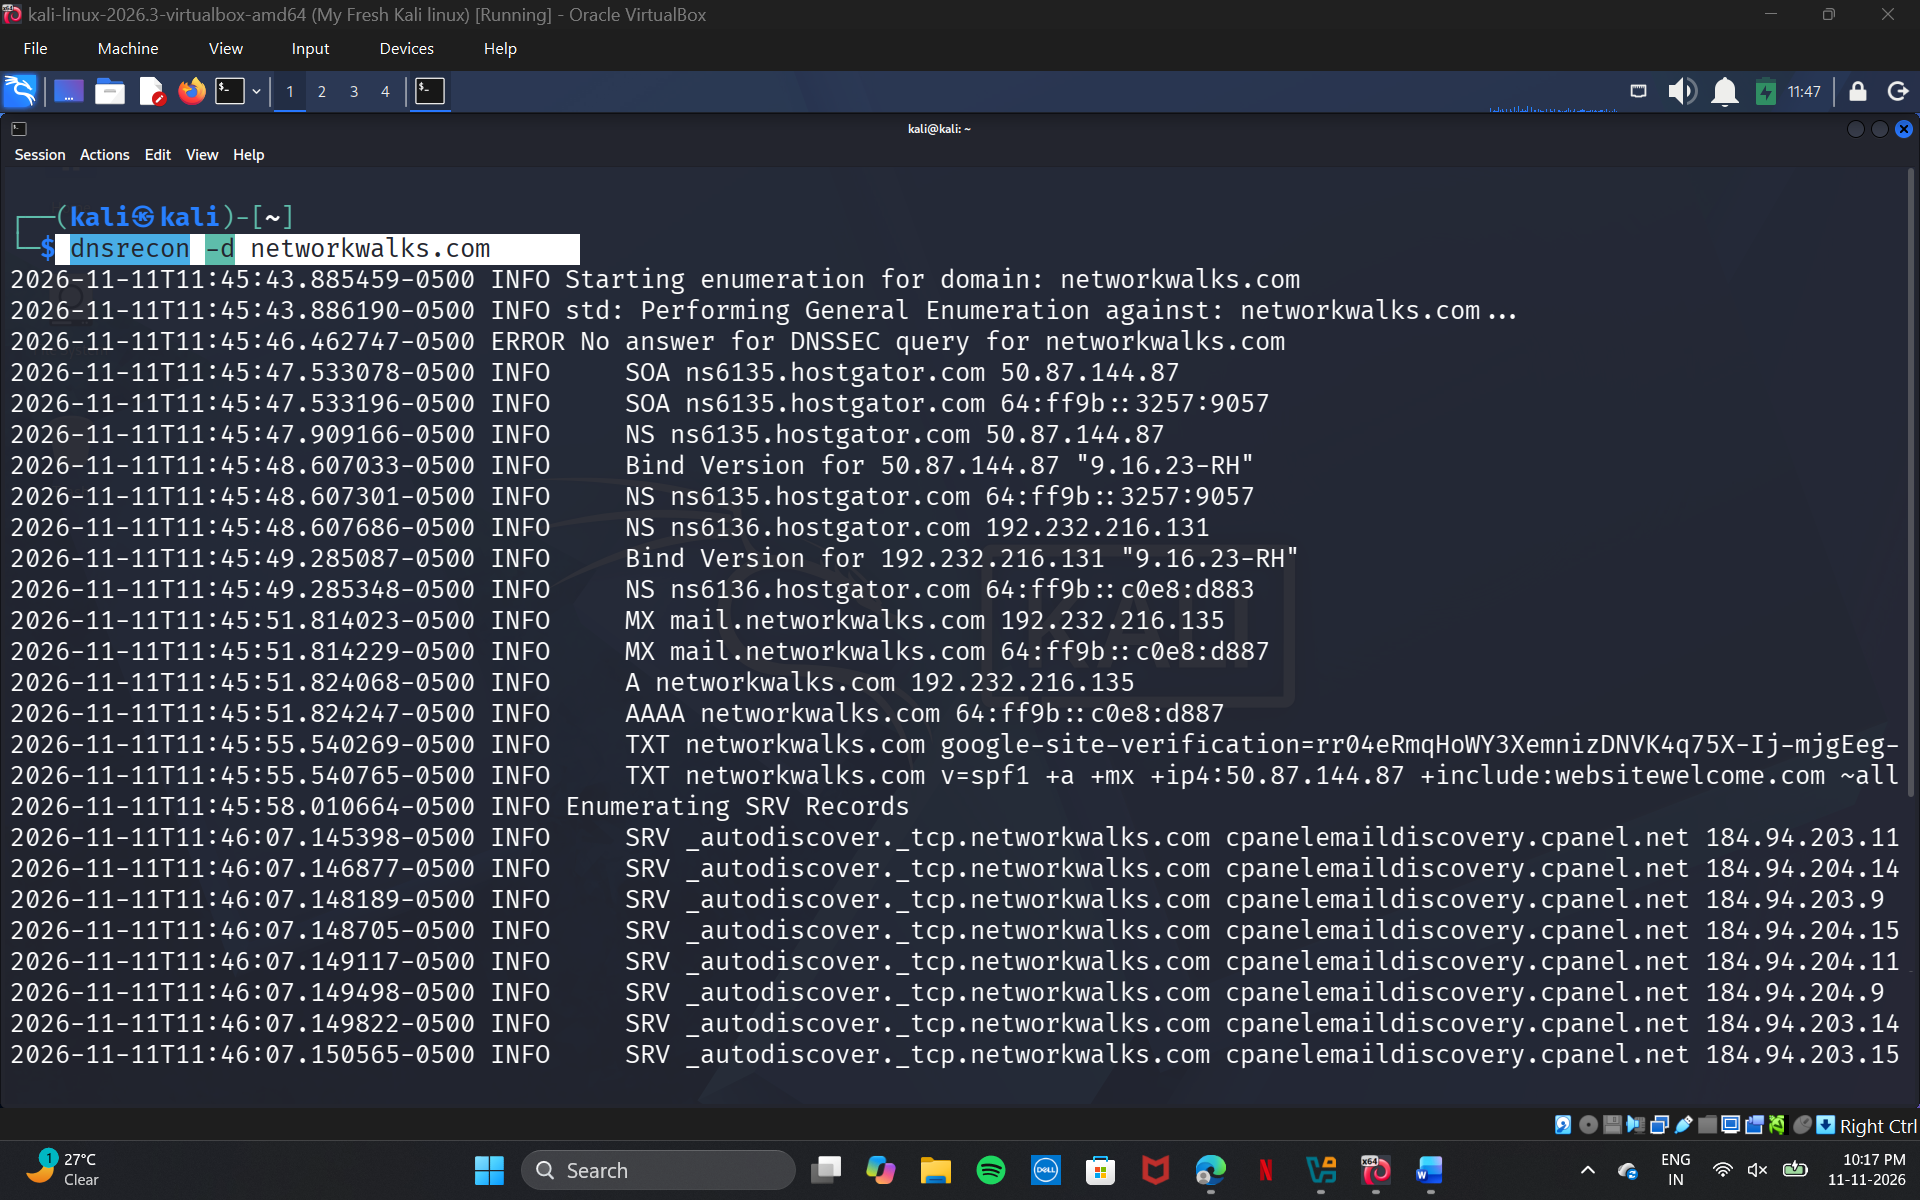 kali-linux-2026.3-virtualbox-amd64 (My Fresh Kali linux) [Running] - Oracle VirtualBox
File Machine View Input Devices Help
1 2 3 4 11:47
kali@kali: ~
Session Actions Edit View Help
┌──(kali㉿kali)-[~]
└─$ dnsrecon -d networkwalks.com
2026-11-11T11:45:43.885459-0500 INFO Starting enumeration for domain: networkwalks.com
2026-11-11T11:45:43.886190-0500 INFO std: Performing General Enumeration against: networkwalks.com...
2026-11-11T11:45:46.462747-0500 ERROR No answer for DNSSEC query for networkwalks.com
2026-11-11T11:45:47.533078-0500 INFO SOA ns6135.hostgator.com 50.87.144.87
2026-11-11T11:45:47.533196-0500 INFO SOA ns6135.hostgator.com 64:ff9b::3257:9057
2026-11-11T11:45:47.909166-0500 INFO NS ns6135.hostgator.com 50.87.144.87
2026-11-11T11:45:48.607033-0500 INFO Bind Version for 50.87.144.87 "9.16.23-RH"
2026-11-11T11:45:48.607301-0500 INFO NS ns6135.hostgator.com 64:ff9b::3257:9057
2026-11-11T11:45:48.607686-0500 INFO NS ns6136.hostgator.com 192.232.216.131
2026-11-11T11:45:49.285087-0500 INFO Bind Version for 192.232.216.131 "9.16.23-RH"
2026-11-11T11:45:49.285348-0500 INFO NS ns6136.hostgator.com 64:ff9b::c0e8:d883
2026-11-11T11:45:51.814023-0500 INFO MX mail.networkwalks.com 192.232.216.135
2026-11-11T11:45:51.814229-0500 INFO MX mail.networkwalks.com 64:ff9b::c0e8:d887
2026-11-11T11:45:51.824068-0500 INFO A networkwalks.com 192.232.216.135
2026-11-11T11:45:51.824247-0500 INFO AAAA networkwalks.com 64:ff9b::c0e8:d887
2026-11-11T11:45:55.540269-0500 INFO TXT networkwalks.com google-site-verification=rr04eRmqHoWY3XemnizDNVK4q75X-Ij-mjgEeg-
2026-11-11T11:45:55.540765-0500 INFO TXT networkwalks.com v=spf1 +a +mx +ip4:50.87.144.87 +include:websitewelcome.com ~all
2026-11-11T11:45:58.010664-0500 INFO Enumerating SRV Records
2026-11-11T11:46:07.145398-0500 INFO SRV _autodiscover._tcp.networkwalks.com cpanelemaildiscovery.cpanel.net 184.94.203.11
2026-11-11T11:46:07.146877-0500 INFO SRV _autodiscover._tcp.networkwalks.com cpanelemaildiscovery.cpanel.net 184.94.204.14
2026-11-11T11:46:07.148189-0500 INFO SRV _autodiscover._tcp.networkwalks.com cpanelemaildiscovery.cpanel.net 184.94.203.9
2026-11-11T11:46:07.148705-0500 INFO SRV _autodiscover._tcp.networkwalks.com cpanelemaildiscovery.cpanel.net 184.94.204.15
2026-11-11T11:46:07.149117-0500 INFO SRV _autodiscover._tcp.networkwalks.com cpanelemaildiscovery.cpanel.net 184.94.204.11
2026-11-11T11:46:07.149498-0500 INFO SRV _autodiscover._tcp.networkwalks.com cpanelemaildiscovery.cpanel.net 184.94.204.9
2026-11-11T11:46:07.149822-0500 INFO SRV _autodiscover._tcp.networkwalks.com cpanelemaildiscovery.cpanel.net 184.94.203.14
2026-11-11T11:46:07.150565-0500 INFO SRV _autodiscover._tcp.networkwalks.com cpanelemaildiscovery.cpanel.net 184.94.203.15
KALI
Right Ctrl
1 27°C
Clear
Search
DELL
N
x64
W
ENG
IN
10:17 PM
11-11-2026